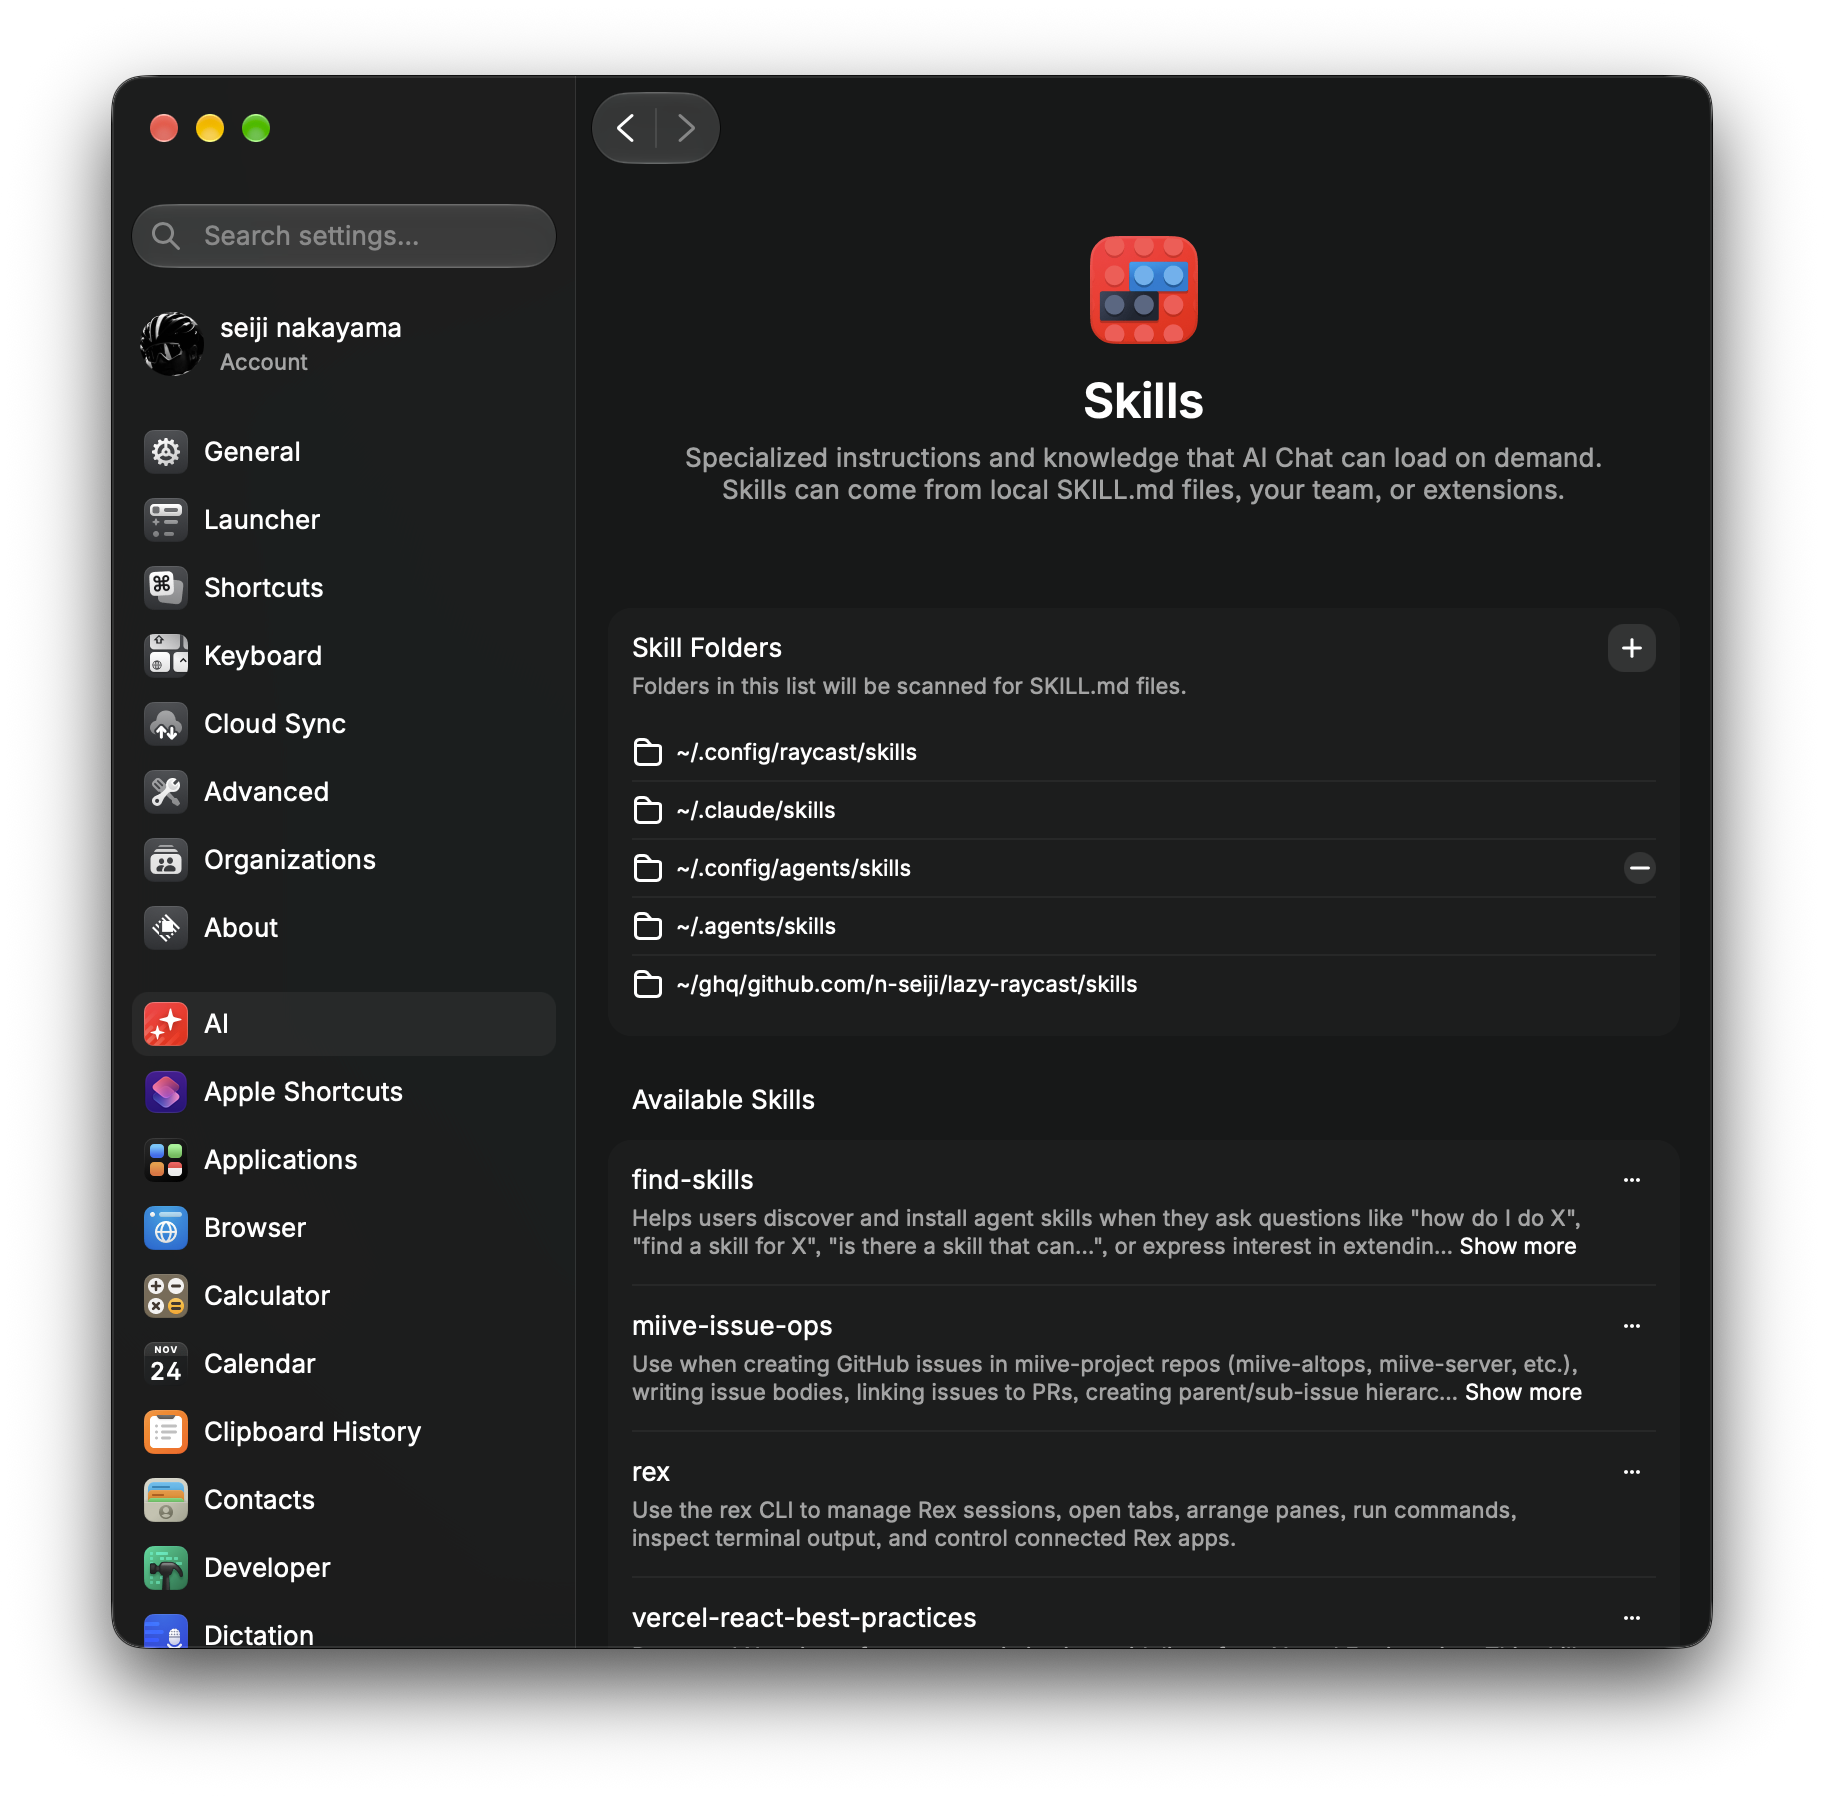 Search settings...
seiji nakayama
Account
General
Launcher
Shortcuts
Keyboard
Cloud Sync
Advanced
Organizations
About
AI
Apple Shortcuts
Applications
Browser
Calculator
NOV
24
Calendar
Clipboard History
Contacts
Developer
Dictation
Skills
Specialized instructions and knowledge that AI Chat can load on demand.
Skills can come from local SKILL.md files, your team, or extensions.
Skill Folders
Folders in this list will be scanned for SKILL.md files.
~/.config/raycast/skills
~/.claude/skills
~/.config/agents/skills
~/.agents/skills
~/ghq/github.com/n-seiji/lazy-raycast/skills
Available Skills
find-skills
Helps users discover and install agent skills when they ask questions like "how do I do X",
"find a skill for X", "is there a skill that can...", or express interest in extendin... Show more
miive-issue-ops
Use when creating GitHub issues in miive-project repos (miive-altops, miive-server, etc.),
writing issue bodies, linking issues to PRs, creating parent/sub-issue hierarc... Show more
rex
Use the rex CLI to manage Rex sessions, open tabs, arrange panes, run commands,
inspect terminal output, and control connected Rex apps.
vercel-react-best-practices